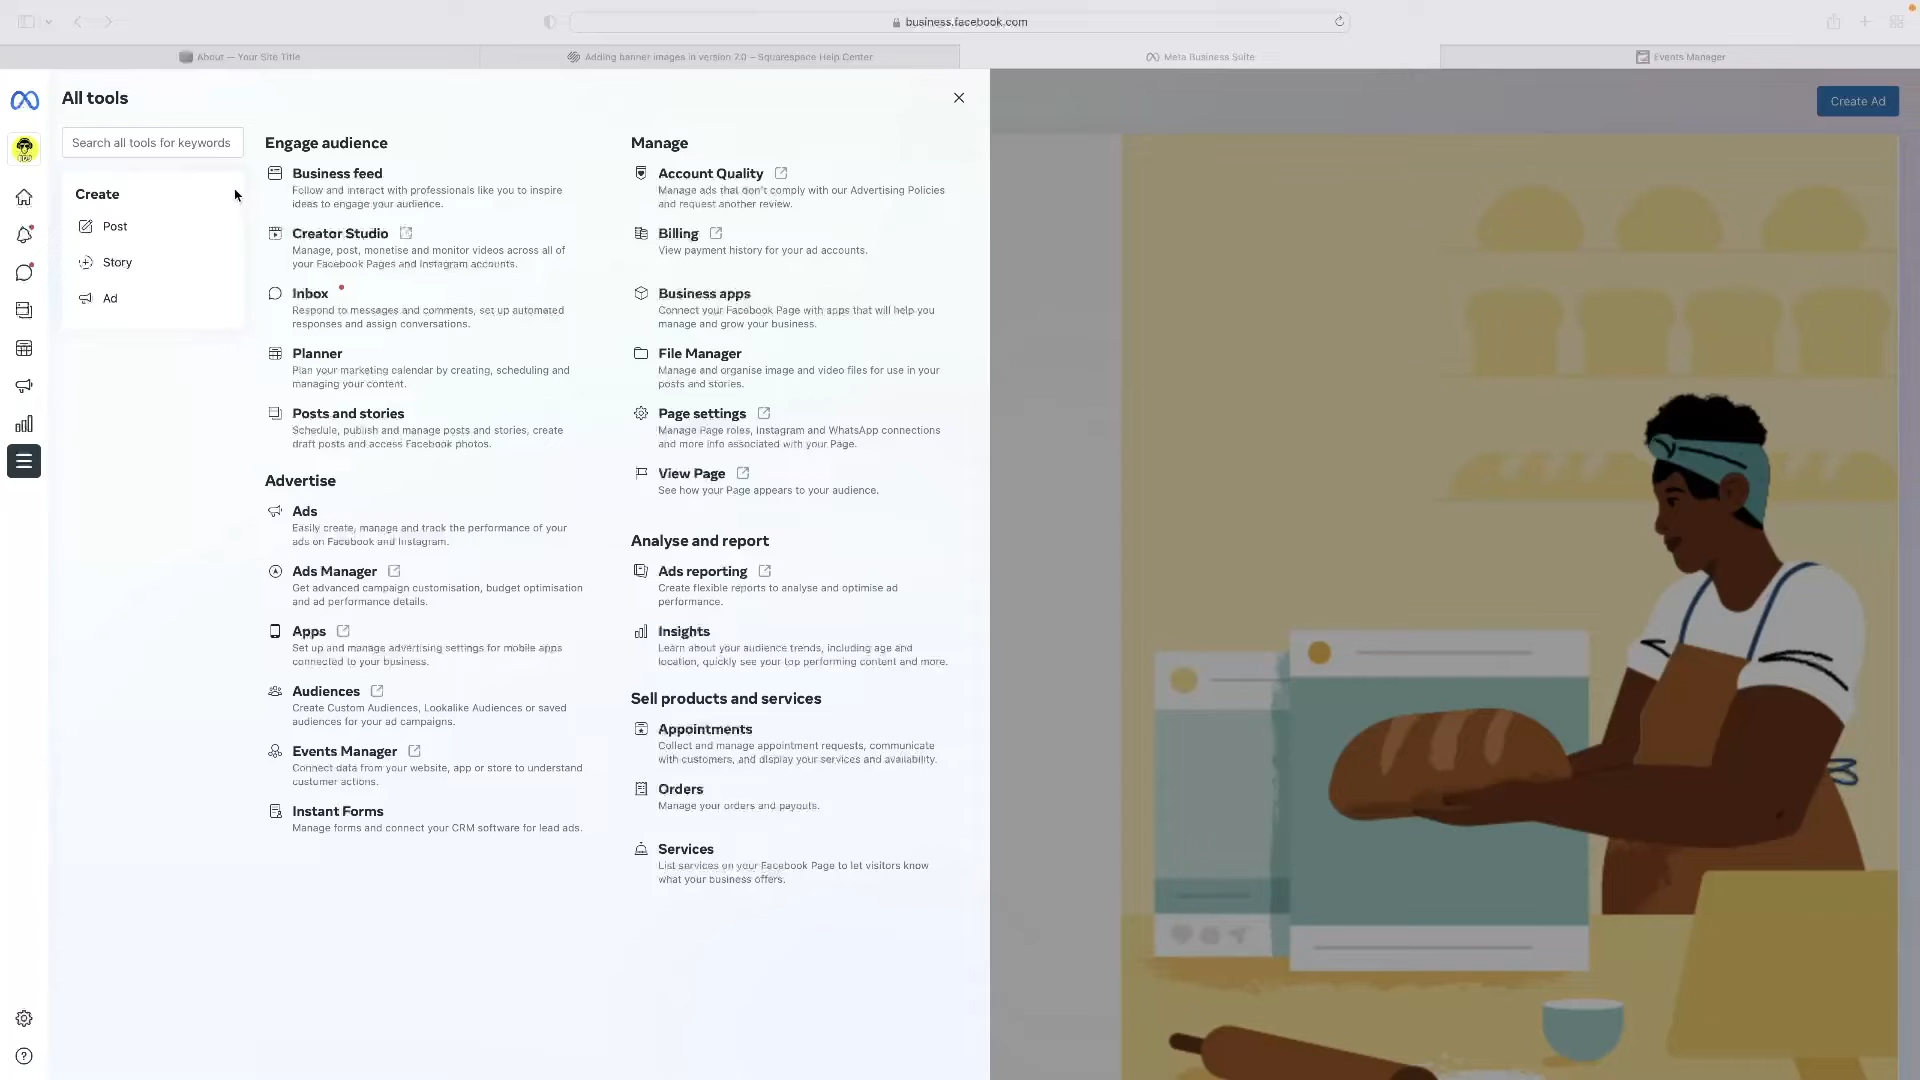 business.facebook.com
About — Your Site Title
Adding banner images in version 7.0 – Squarespace Help Center
Meta Business Suite
Events Manager
All tools
Create Ad
Search all tools for keywords
Create
Post
Story
Ad
Engage audience
Business feed
Follow and interact with professionals like you to inspire
ideas to engage your audience.
Creator Studio
Manage, post, monetise and monitor videos across all of
your Facebook Pages and Instagram accounts.
Inbox
Respond to messages and comments, set up automated
responses and assign conversations.
Planner
Plan your marketing calendar by creating, scheduling and
managing your content.
Posts and stories
Schedule, publish and manage posts and stories, create
draft posts and access Facebook photos.
Advertise
Ads
Easily create, manage and track the performance of your
ads on Facebook and Instagram.
Ads Manager
Get advanced campaign customisation, budget optimisation
and ad performance details.
Apps
Set up and manage advertising settings for mobile apps
connected to your business.
Audiences
Create Custom Audiences, Lookalike Audiences or saved
audiences for your ad campaigns.
Events Manager
Connect data from your website, app or store to understand
customer actions.
Instant Forms
Manage forms and connect your CRM software for lead ads.
Manage
Account Quality
Manage ads that don't comply with our Advertising Policies
and request another review.
Billing
View payment history for your ad accounts.
Business apps
Connect your Facebook Page with apps that will help you
manage and grow your business.
File Manager
Manage and organise image and video files for use in your
posts and stories.
Page settings
Manage Page roles, Instagram and WhatsApp connections
and more info associated with your Page.
View Page
See how your Page appears to your audience.
Analyse and report
Ads reporting
Create flexible reports to analyse and optimise ad
performance.
Insights
Learn about your audience trends, including age and
location, quickly see your top performing content and more.
Sell products and services
Appointments
Collect and manage appointment requests, communicate
with customers, and display your services and availability.
Orders
Manage your orders and payouts.
Services
List services on your Facebook Page to let visitors know
what your business offers.